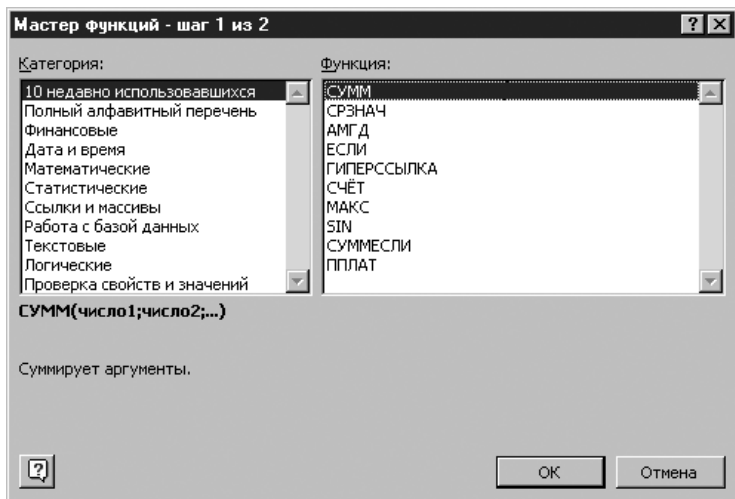 Мастер функций - шаг 1 из 2
Категория:
Функция:
10 недавно использовавшихся
Полный алфавитный перечень
Финансовые
Дата и время
Математические
Статистические
Ссылки и массивы
Работа с базой данных
Текстовые
Логические
Проверка свойств и значений
СУММ
СРЗНАЧ
АМГД
ЕСЛИ
ГИПЕРССЫЛКА
СЧЁТ
МАКС
SIN
СУММЕСЛИ
ППЛАТ
СУММ(число1;число2;...)
Суммирует аргументы.
ОК
Отмена